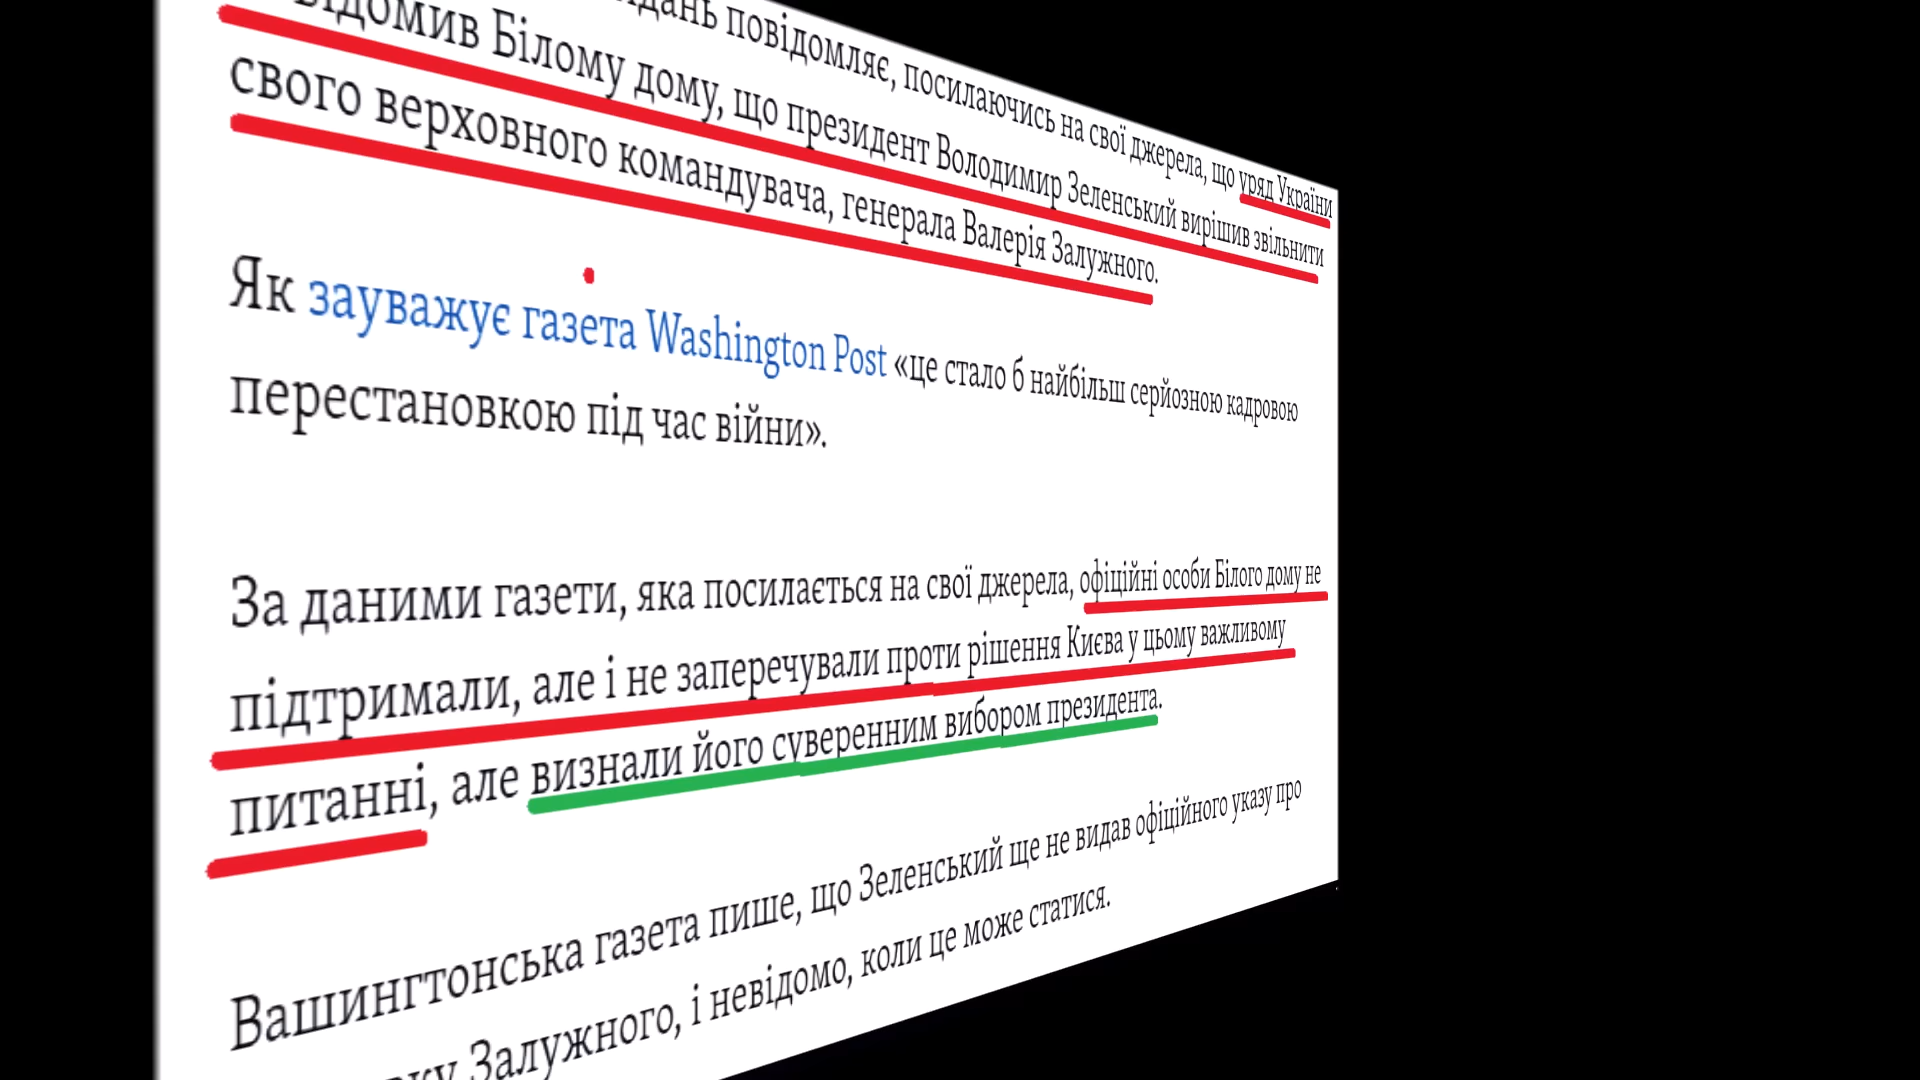 повідомляє, посилаючись на свої джерела, що уряд України
Білому дому, що президент Володимир Зеленський вирішив звільнити
свого верховного командувача, генерала Валерія Залужного.
Як зауважує газета Washington Post «це стало б найбільш серйозною кадровою
перестановкою під час війни».
За даними газети, яка посилається на свої джерела, офіційні особи Білого дому не
підтримали, але і не заперечували проти рішення Києва у цьому важливому
питанні, але визнали його суверенним вибором президента.
Вашингтонська газета пише, що Зеленський ще не видав офіційного указу про
Залужного, і невідомо, коли це може статися.